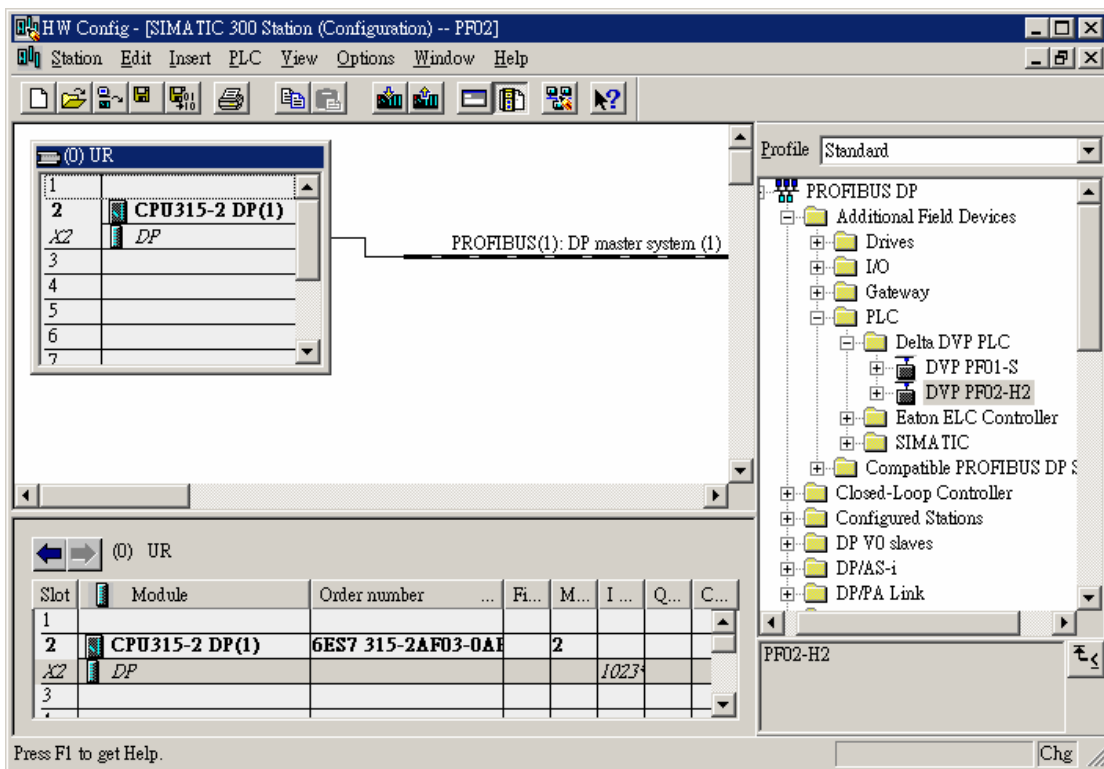 HW Config - [SIMATIC 300 Station (Configuration) -- PF02]
Station Edit Insert PLC View Options Window Help
(0) UR
1
2 CPU315-2 DP(1)
X2 DP
3
4
5
6
7
PROFIBUS(1): DP master system (1)
Profile Standard
PROFIBUS DP
Additional Field Devices
Drives
I/O
Gateway
PLC
Delta DVP PLC
DVP PF01-S
DVP PF02-H2
Eaton ELC Controller
SIMATIC
Compatible PROFIBUS DP S
Closed-Loop Controller
Configured Stations
DP V0 slaves
DP/AS-i
DP/PA Link
PF02-H2
(0) UR
Slot Module Order number ... Fi... M... I ... Q... C...
1
2 CPU315-2 DP(1) 6ES7 315-2AF03-0AB 2
X2 DP 1023*
3
Press F1 to get Help.
Chg